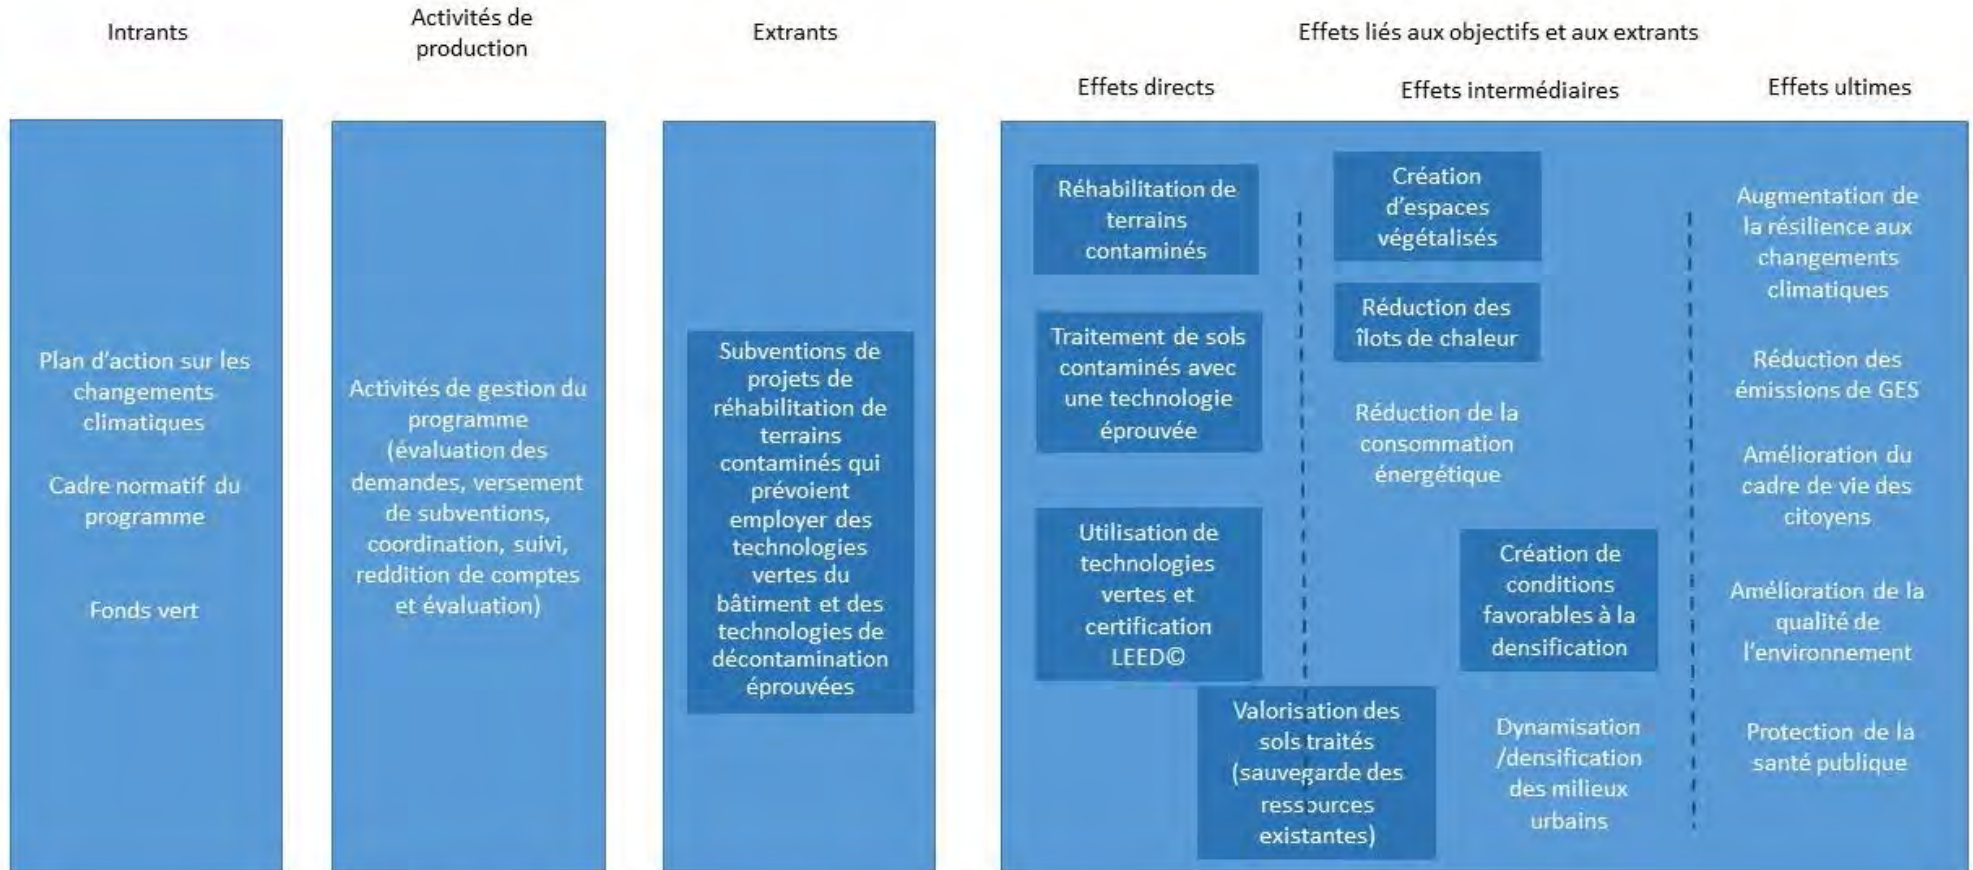 Intrants
Activités de
production
Extrants
Effets liés aux objectifs et aux extrants
Effets directs
Effets intermédiaires
Effets ultimes
Plan d'action sur les
changements
climatiques
Cadre normatif du
programme
Fonds vert
Activités de gestion du
programme
(évaluation des
demandes, versement
de subventions,
coordination, suivi,
reddition de comptes
et évaluation)
Subventions de
projets de
réhabilitation de
terrains
contaminés qui
prévoient
employer des
technologies
vertes du
bâtiment et des
technologies de
décontamination
éprouvées
Réhabilitation de
terrains
contaminés
Traitement de sols
contaminés avec
une technologie
éprouvée
Utilisation de
technologies
vertes et
certification
LEED©
Valorisation des
sols traités
(sauvegarde des
ressources
existantes)
Création
d'espaces
végétalisés
Réduction des
îlots de chaleur
Réduction de la
consommation
énergétique
Création de
conditions
favorables à la
densification
Dynamisation
/densification
des milieux
urbains
Augmentation de
la résilience aux
changements
climatiques
Réduction des
émissions de GES
Amélioration du
cadre de vie des
citoyens
Amélioration de la
qualité de
l'environnement
Protection de la
santé publique